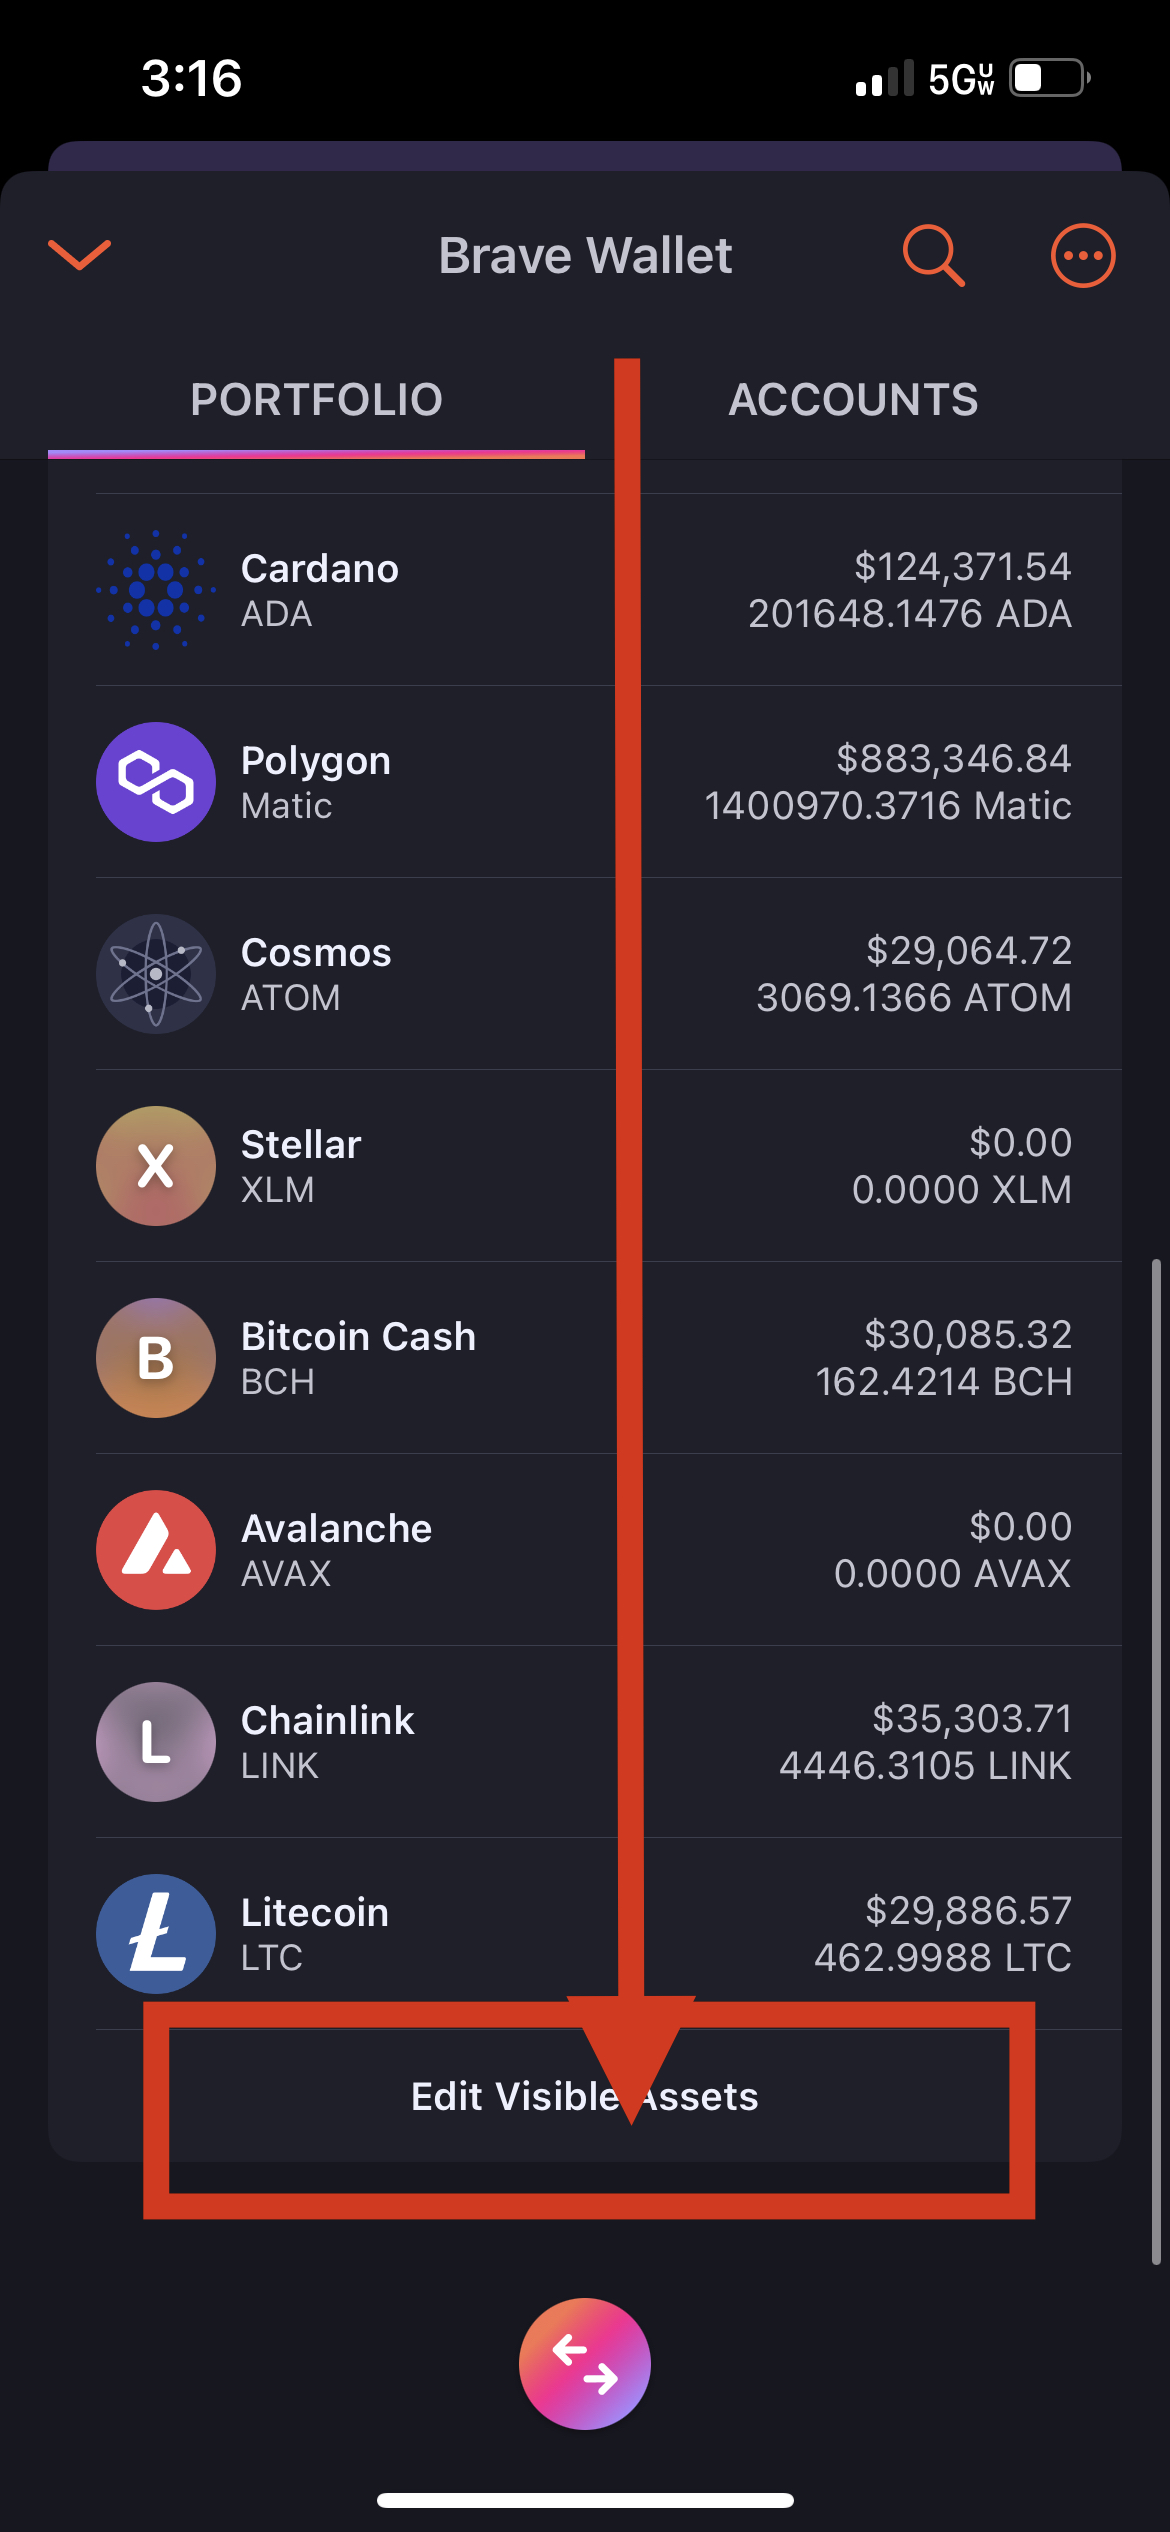 3:16
5G UW
Brave Wallet
PORTFOLIO
ACCOUNTS
Cardano
$124,371.54
ADA
201648.1476 ADA
Polygon
$883,346.84
Matic
1400970.3716 Matic
Cosmos
$29,064.72
ATOM
3069.1366 ATOM
X
Stellar
$0.00
XLM
0.0000 XLM
B
Bitcoin Cash
$30,085.32
BCH
162.4214 BCH
Avalanche
$0.00
AVAX
0.0000 AVAX
L
Chainlink
$35,303.71
LINK
4446.3105 LINK
Litecoin
$29,886.57
LTC
462.9988 LTC
Edit Visible Assets